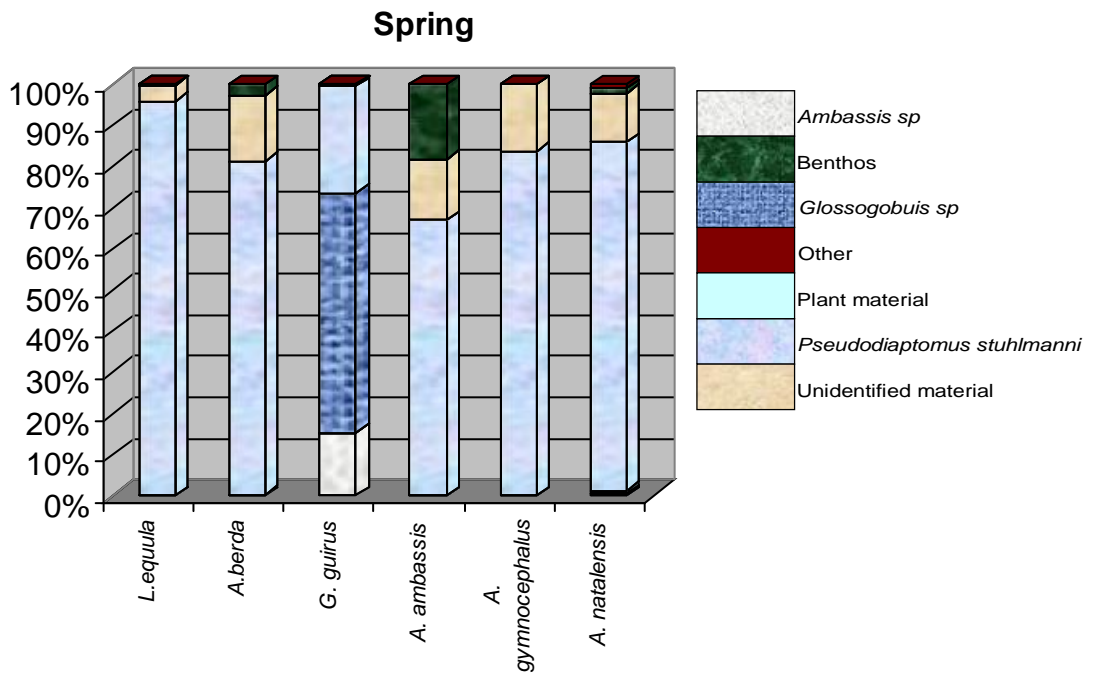 Spring
100%
90%
80%
70%
60%
50%
40%
30%
20%
10%
0%
L.equula
A.berda
G. guirus
A. ambassis
A.
gymnocephalus
A. natalensis
Ambassis sp
Benthos
Glossogobuis sp
Other
Plant material
Pseudodiaptomus stuhlmanni
Unidentified material